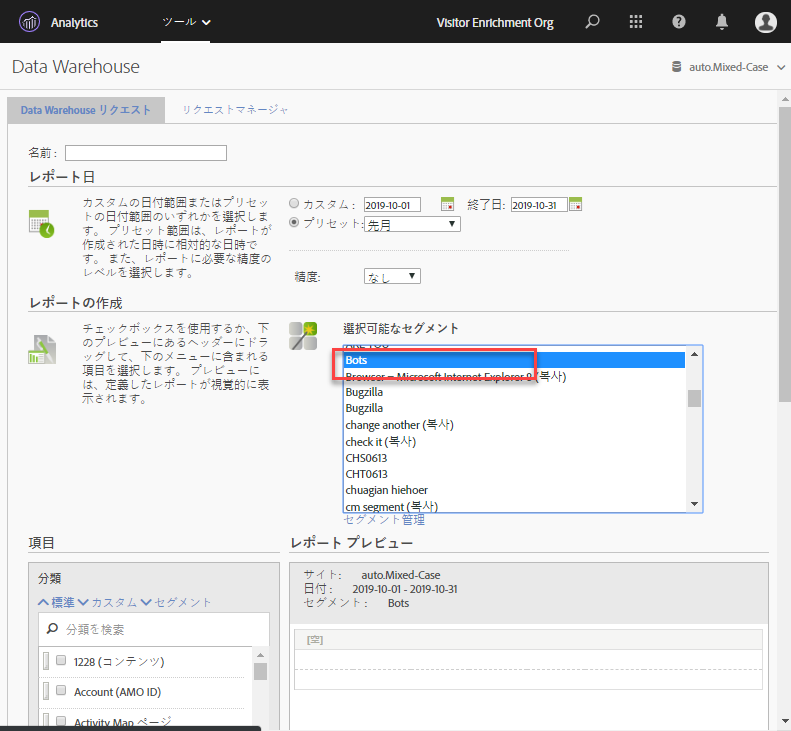 Analytics ツール Visitor Enrichment Org
Data Warehouse auto.Mixed-Case
Data Warehouse リクエスト リクエストマネージャ
名前 :
レポート日
カスタムの日付範囲またはプリセッ
トの日付範囲のいずれかを選択しま
す。 プリセット範囲は、レポートが
作成された日時に相対的な日時で
す。 また、レポートに必要な精度の
レベルを選択します。
カスタム : 2019-10-01 終了日: 2019-10-31
プリセット: 先月
精度: なし
レポートの作成
チェックボックスを使用するか、下
のプレビューにあるヘッダーにドラ
ッグして、下のメニューに含まれる
項目を選択します。 プレビューに
は、定義したレポートが視覚的に表
示されます。
選択可能なセグメント
ARE YOU
Bots
Browser – Microsoft Internet Explorer 8 (복사)
Bugzilla
Bugzilla
change another (복사)
check it (복사)
CHS0613
CHT0613
chuagian hiehoer
cm segment (복사)
セグメント管理
項目
分類
標準 カスタム セグメント
分類を検索
1228 (コンテンツ)
Account (AMO ID)
Activity Map ページ
レポート プレビュー
サイト : auto.Mixed-Case
日付 : 2019-10-01 - 2019-10-31
セグメント : Bots
[空]